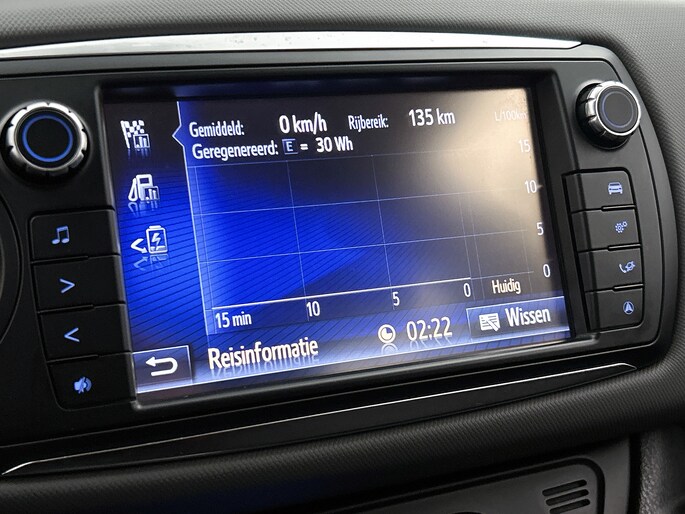 Gemiddeld: 0 km/h Rijbereik: 135 km
Geregenereerd: E = 30 Wh
L/100km
15
10
5
0
Huidig
15 min 10 5 0
Reisinformatie 02:22 Wissen